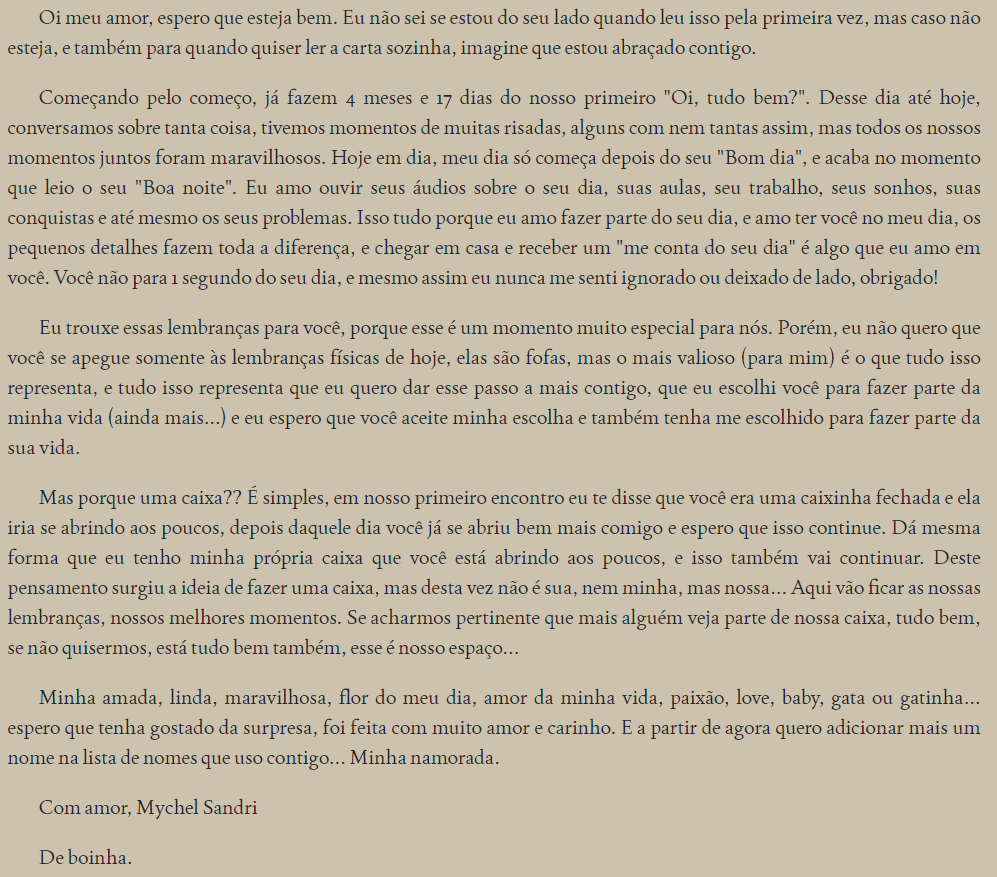 Oi meu amor, espero que esteja bem. Eu não sei se estou do seu lado quando leu isso pela primeira vez, mas caso não
esteja, e também para quando quiser ler a carta sozinha, imagine que estou abraçado contigo.
Começando pelo começo, já fazem 4 meses e 17 dias do nosso primeiro "Oi, tudo bem?". Desse dia até hoje,
conversamos sobre tanta coisa, tivemos momentos de muitas risadas, alguns com nem tantas assim, mas todos os nossos
momentos juntos foram maravilhosos. Hoje em dia, meu dia só começa depois do seu "Bom dia", e acaba no momento
que leio o seu "Boa noite". Eu amo ouvir seus áudios sobre o seu dia, suas aulas, seu trabalho, seus sonhos, suas
conquistas e até mesmo os seus problemas. Isso tudo porque eu amo fazer parte do seu dia, e amo ter você no meu dia, os
pequenos detalhes fazem toda a diferença, e chegar em casa e receber um "me conta do seu dia" é algo que eu amo em
você. Você não para 1 segundo do seu dia, e mesmo assim eu nunca me senti ignorado ou deixado de lado, obrigado!
Eu trouxe essas lembranças para você, porque esse é um momento muito especial para nós. Porém, eu não quero que
você se apegue somente às lembranças físicas de hoje, elas são fofas, mas o mais valioso (para mim) é o que tudo isso
representa, e tudo isso representa que eu quero dar esse passo a mais contigo, que eu escolhi você para fazer parte da
minha vida (ainda mais...) e eu espero que você aceite minha escolha e também tenha me escolhido para fazer parte da
sua vida.
Mas porque uma caixa?? É simples, em nosso primeiro encontro eu te disse que você era uma caixinha fechada e ela
iria se abrindo aos poucos, depois daquele dia você já se abriu bem mais comigo e espero que isso continue. Dá mesma
forma que eu tenho minha própria caixa que você está abrindo aos poucos, e isso também vai continuar. Deste
pensamento surgiu a ideia de fazer uma caixa, mas desta vez não é sua, nem minha, mas nossa... Aqui vão ficar as nossas
lembranças, nossos melhores momentos. Se acharmos pertinente que mais alguém veja parte de nossa caixa, tudo bem,
se não quisermos, está tudo bem também, esse é nosso espaço...
Minha amada, linda, maravilhosa, flor do meu dia, amor da minha vida, paixão, love, baby, gata ou gatinha...
espero que tenha gostado da surpresa, foi feita com muito amor e carinho. E a partir de agora quero adicionar mais um
nome na lista de nomes que uso contigo... Minha namorada.
Com amor, Mychel Sandri
De boinha.